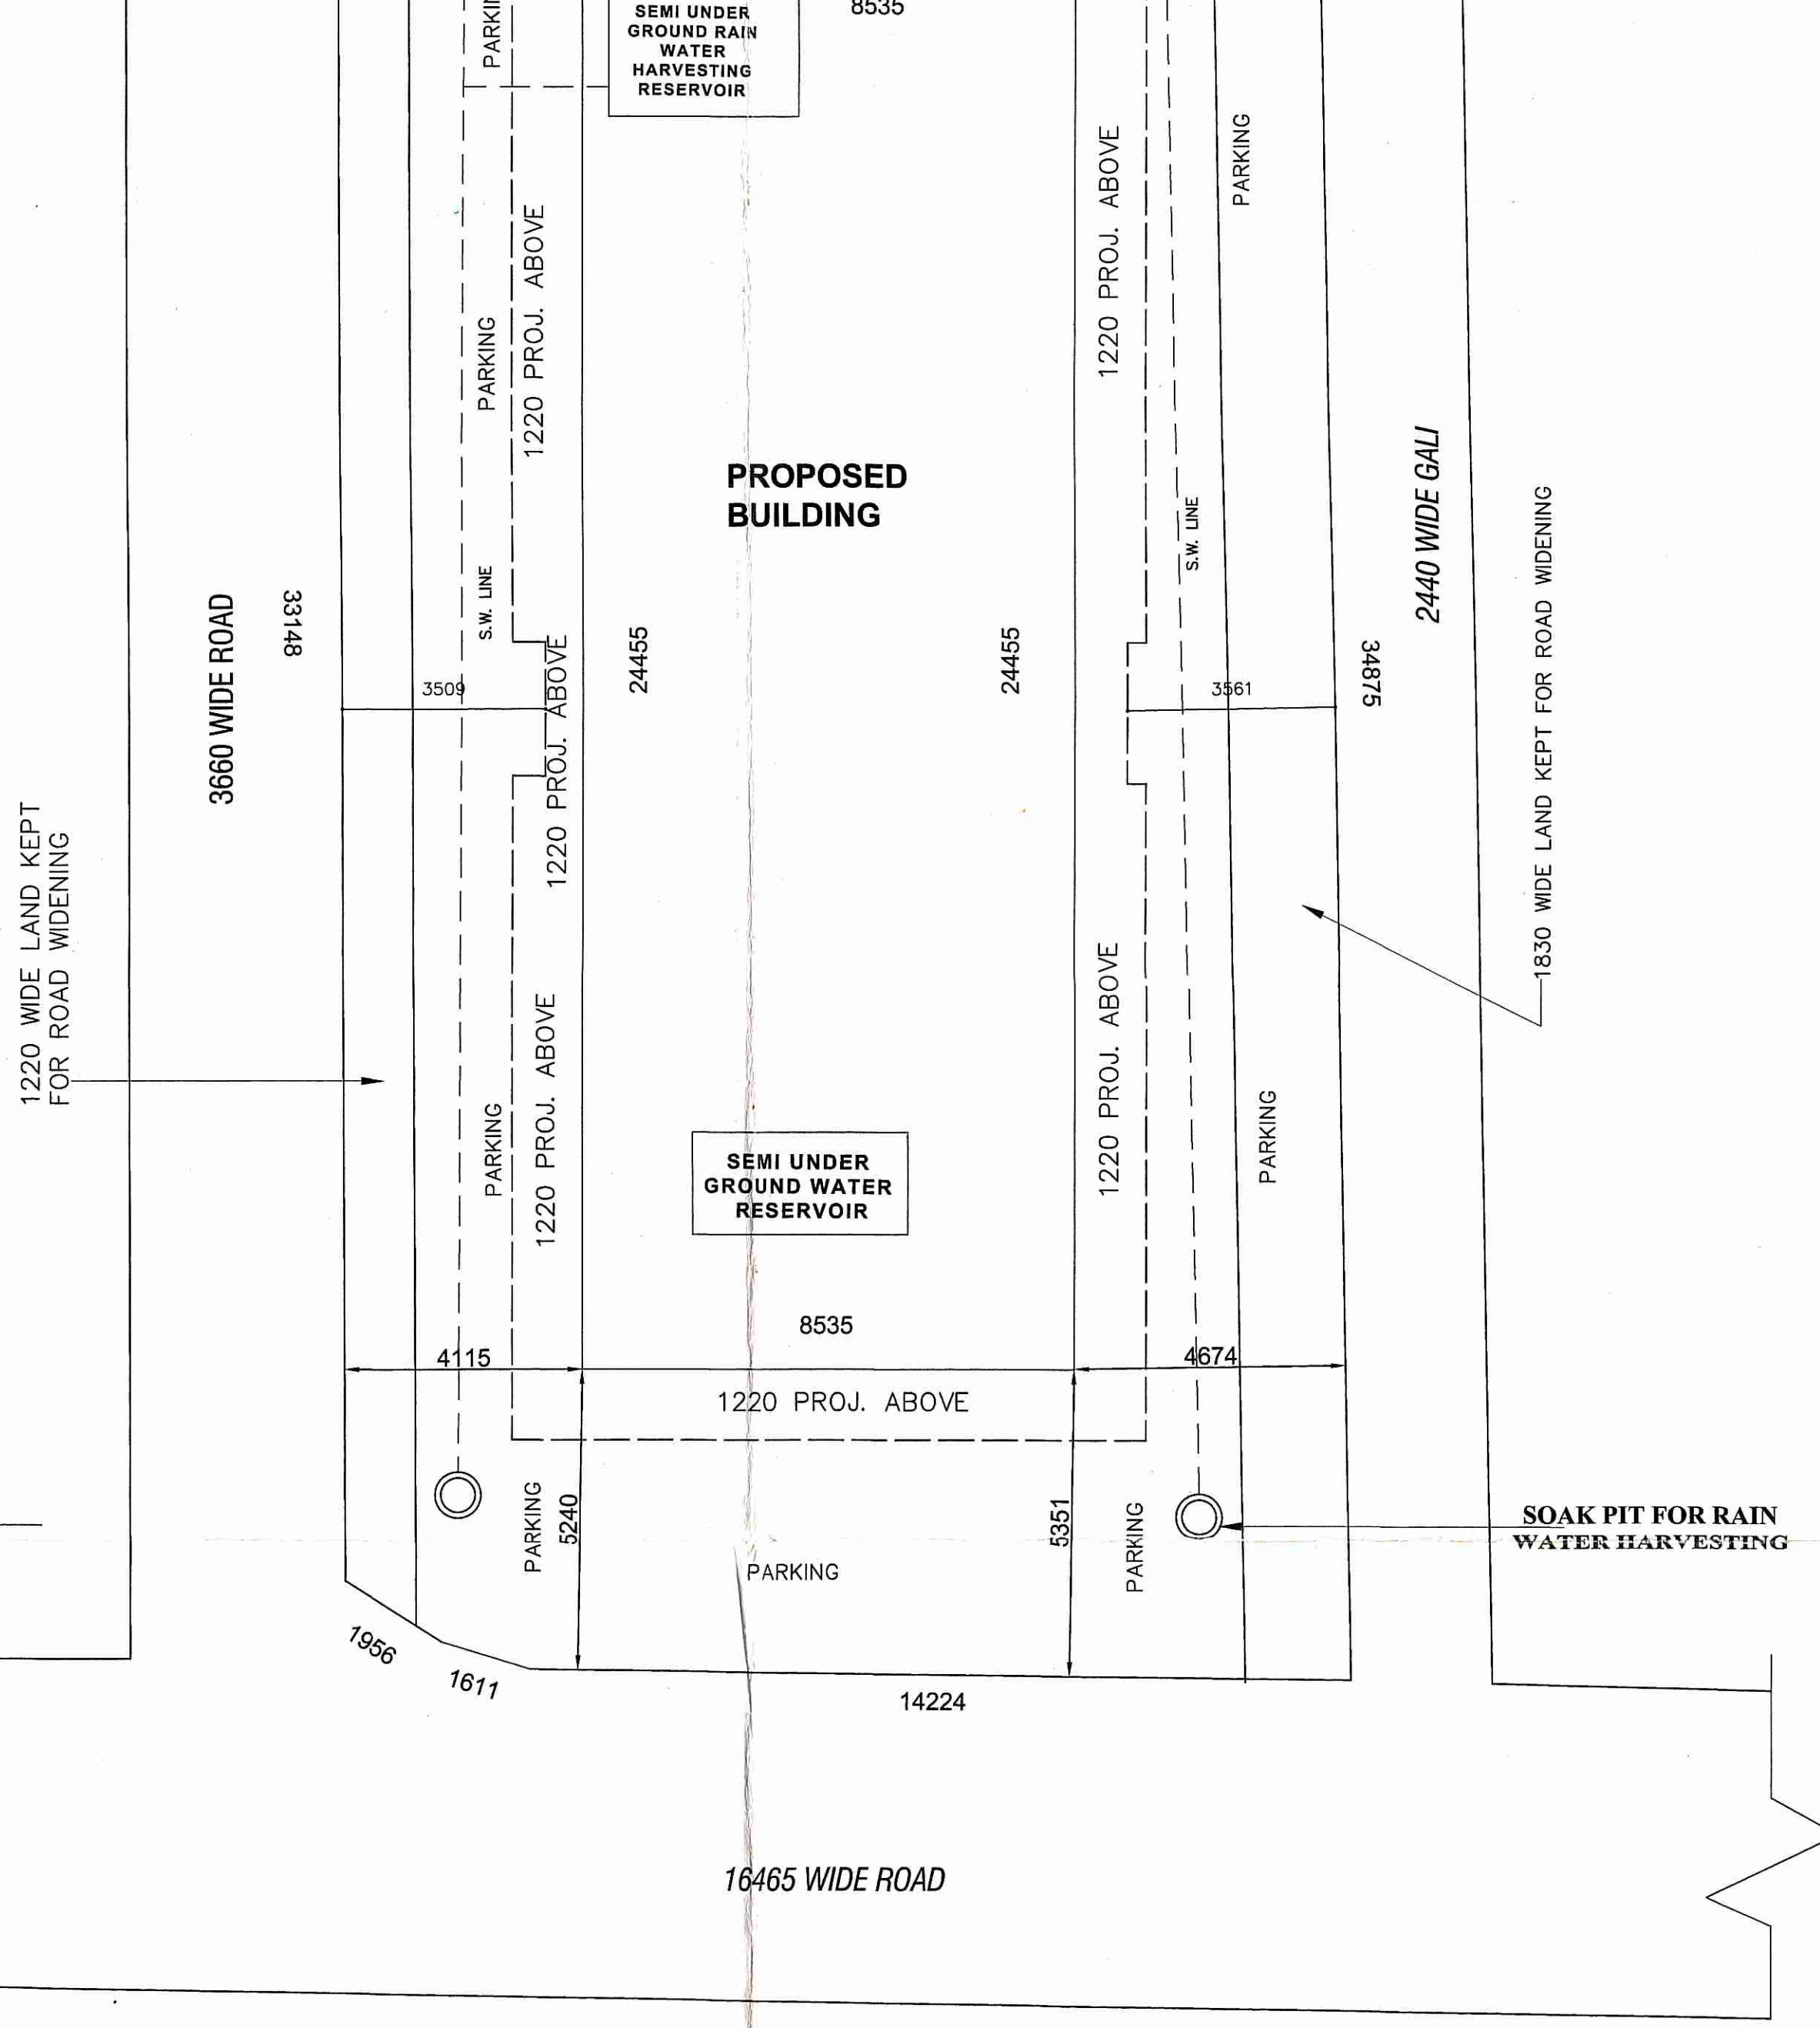 SEMI UNDER
GROUND RAIN
WATER
HARVESTING
RESERVOIR
8535
PARKING
1220 PROJ. ABOVE
PARKING
1220 PROJ. ABOVE
PARKING
PROPOSED
BUILDING
3660 WIDE ROAD
33148
S.W. LINE
3509
1220 PROJ. ABOVE
24455
24455
S.W. LINE
3561
34875
2440 WIDE GALI
1830 WIDE LAND KEPT FOR ROAD WIDENING
1220 WIDE LAND KEPT
FOR ROAD WIDENING
PARKING
1220 PROJ. ABOVE
1220 PROJ. ABOVE
PARKING
SEMI UNDER
GROUND WATER
RESERVOIR
8535
4115
4674
1220 PROJ. ABOVE
PARKING
5240
PARKING
5351
PARKING
SOAK PIT FOR RAIN
WATER HARVESTING
1956
1611
14224
16465 WIDE ROAD